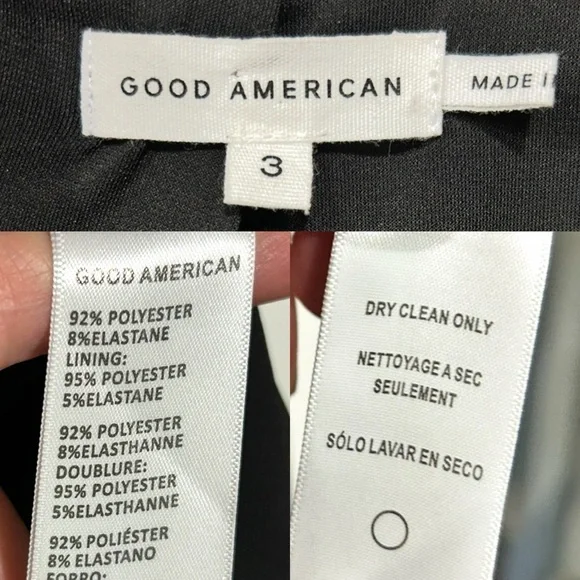 GOOD AMERICAN
MADE
3
GOOD AMERICAN
92% POLYESTER
8%ELASTANE
LINING:
95% POLYESTER
5%ELASTANE
92% POLYESTER
8%ELASTHANNE
DOUBLURE:
95% POLYESTER
5%ELASTHANNE
92% POLIÉSTER
8% ELASTANO
FORRO:
DRY CLEAN ONLY
NETTOYAGE A SEC
SEULEMENT
SÓLO LAVAR EN SECO